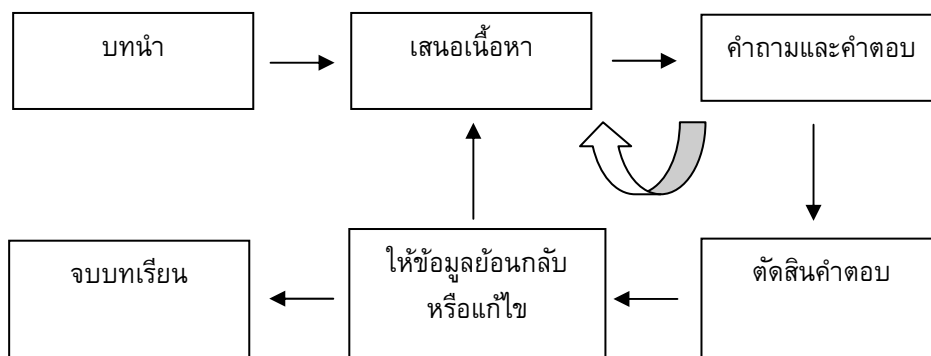 บทนำ
เสนอเนื้อหา
คำถามและคำตอบ
จบบทเรียน
ให้ข้อมูลย้อนกลับ
หรือแก้ไข
ตัดสินคำตอบ